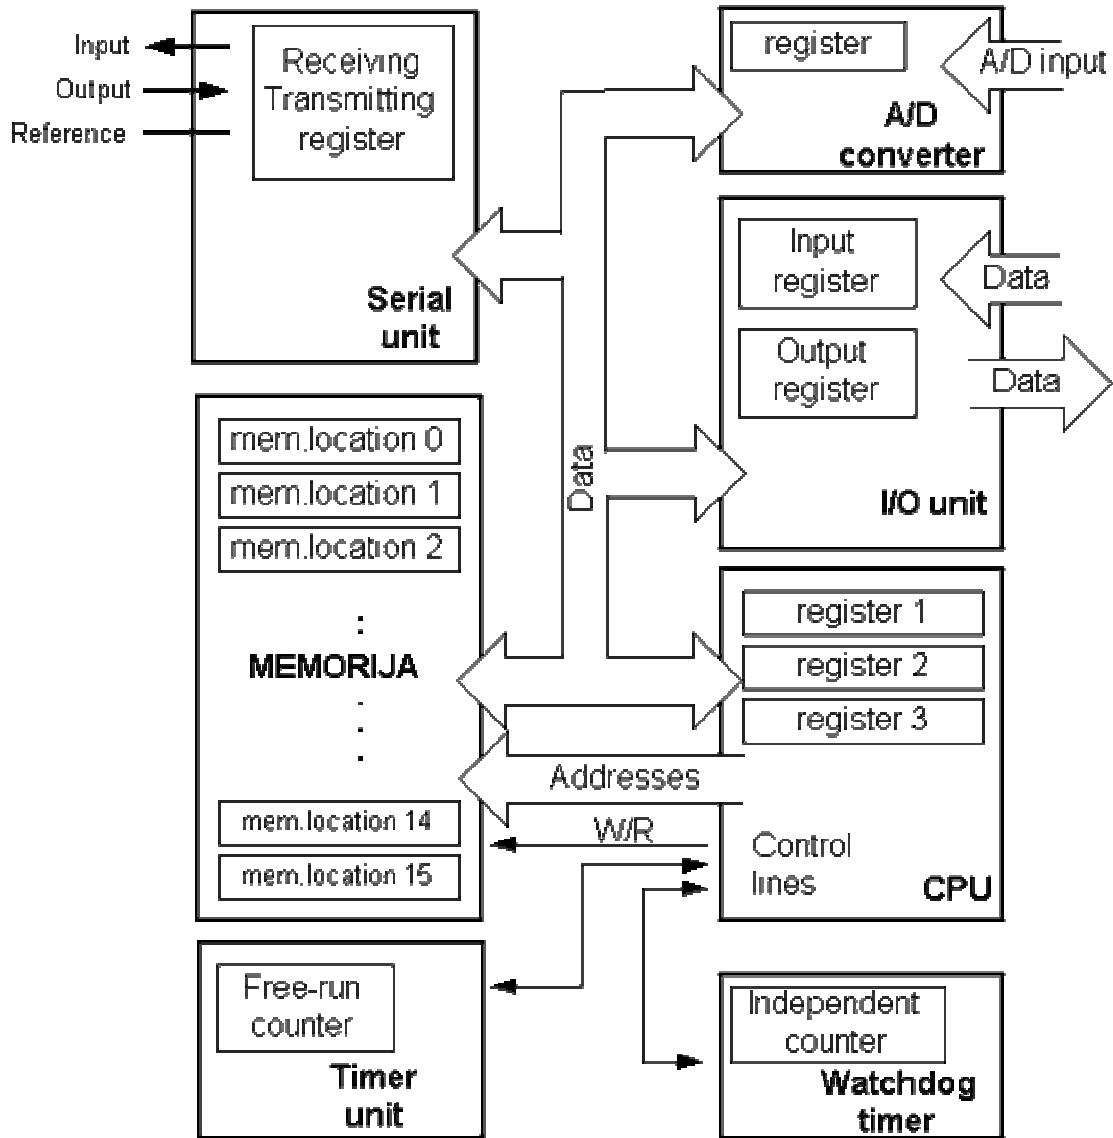 Input
Output
Reference
Receiving
Transmitting
register
Serial
unit
register
A/D input
A/D
converter
Input
register
Data
Output
register
Data
I/O unit
Data
mem.location 0
mem.location 1
mem.location 2
:
MEMORIJA
.
.
.
mem.location 14
mem.location 15
register 1
register 2
register 3
Addresses
W/R
Control
lines
CPU
Free-run
counter
Timer
unit
Independent
counter
Watchdog
timer